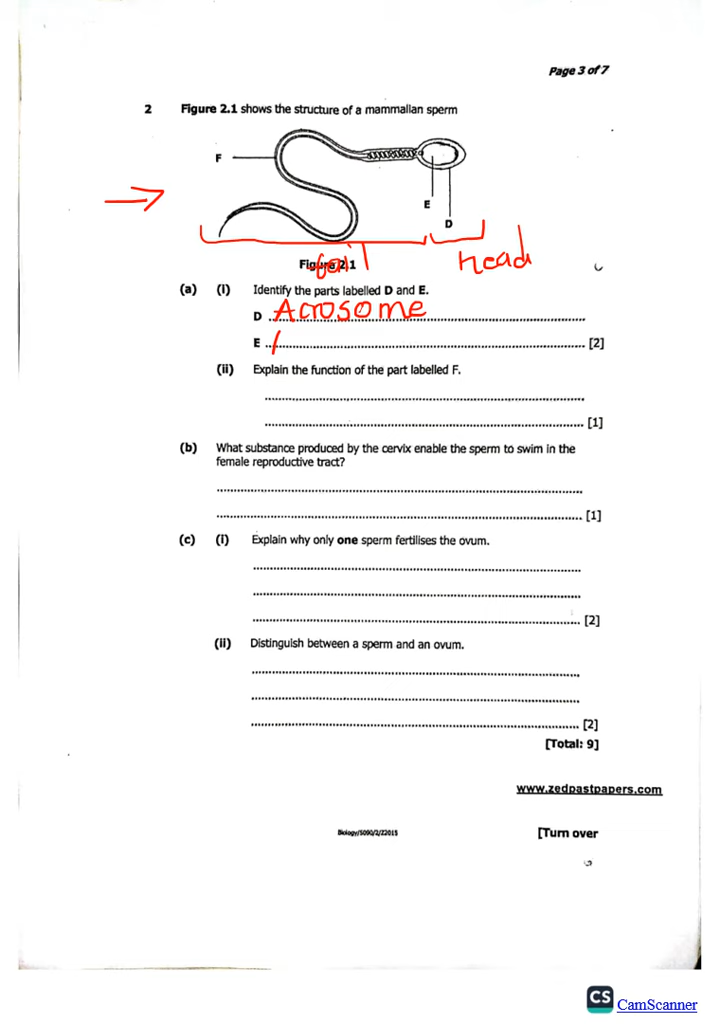 Page 3 of 7
2 Figure 2.1 shows the structure of a mammalian sperm
F
E
D
tail
head
Figure 2.1
(a) (i) Identify the parts labelled D and E.
D ........ Acrosome ........
E ........ [2]
(ii) Explain the function of the part labelled F.
........
........ [1]
(b) What substance produced by the cervix enable the sperm to swim in the
female reproductive tract?
........
........ [1]
(c) (i) Explain why only one sperm fertilises the ovum.
........
........
........ [2]
(ii) Distinguish between a sperm and an ovum.
........
........
........ [2]
[Total: 9]
www.zedpastpapers.com
Biology/5090/2/Z2015
[Turn over
CS CamScanner